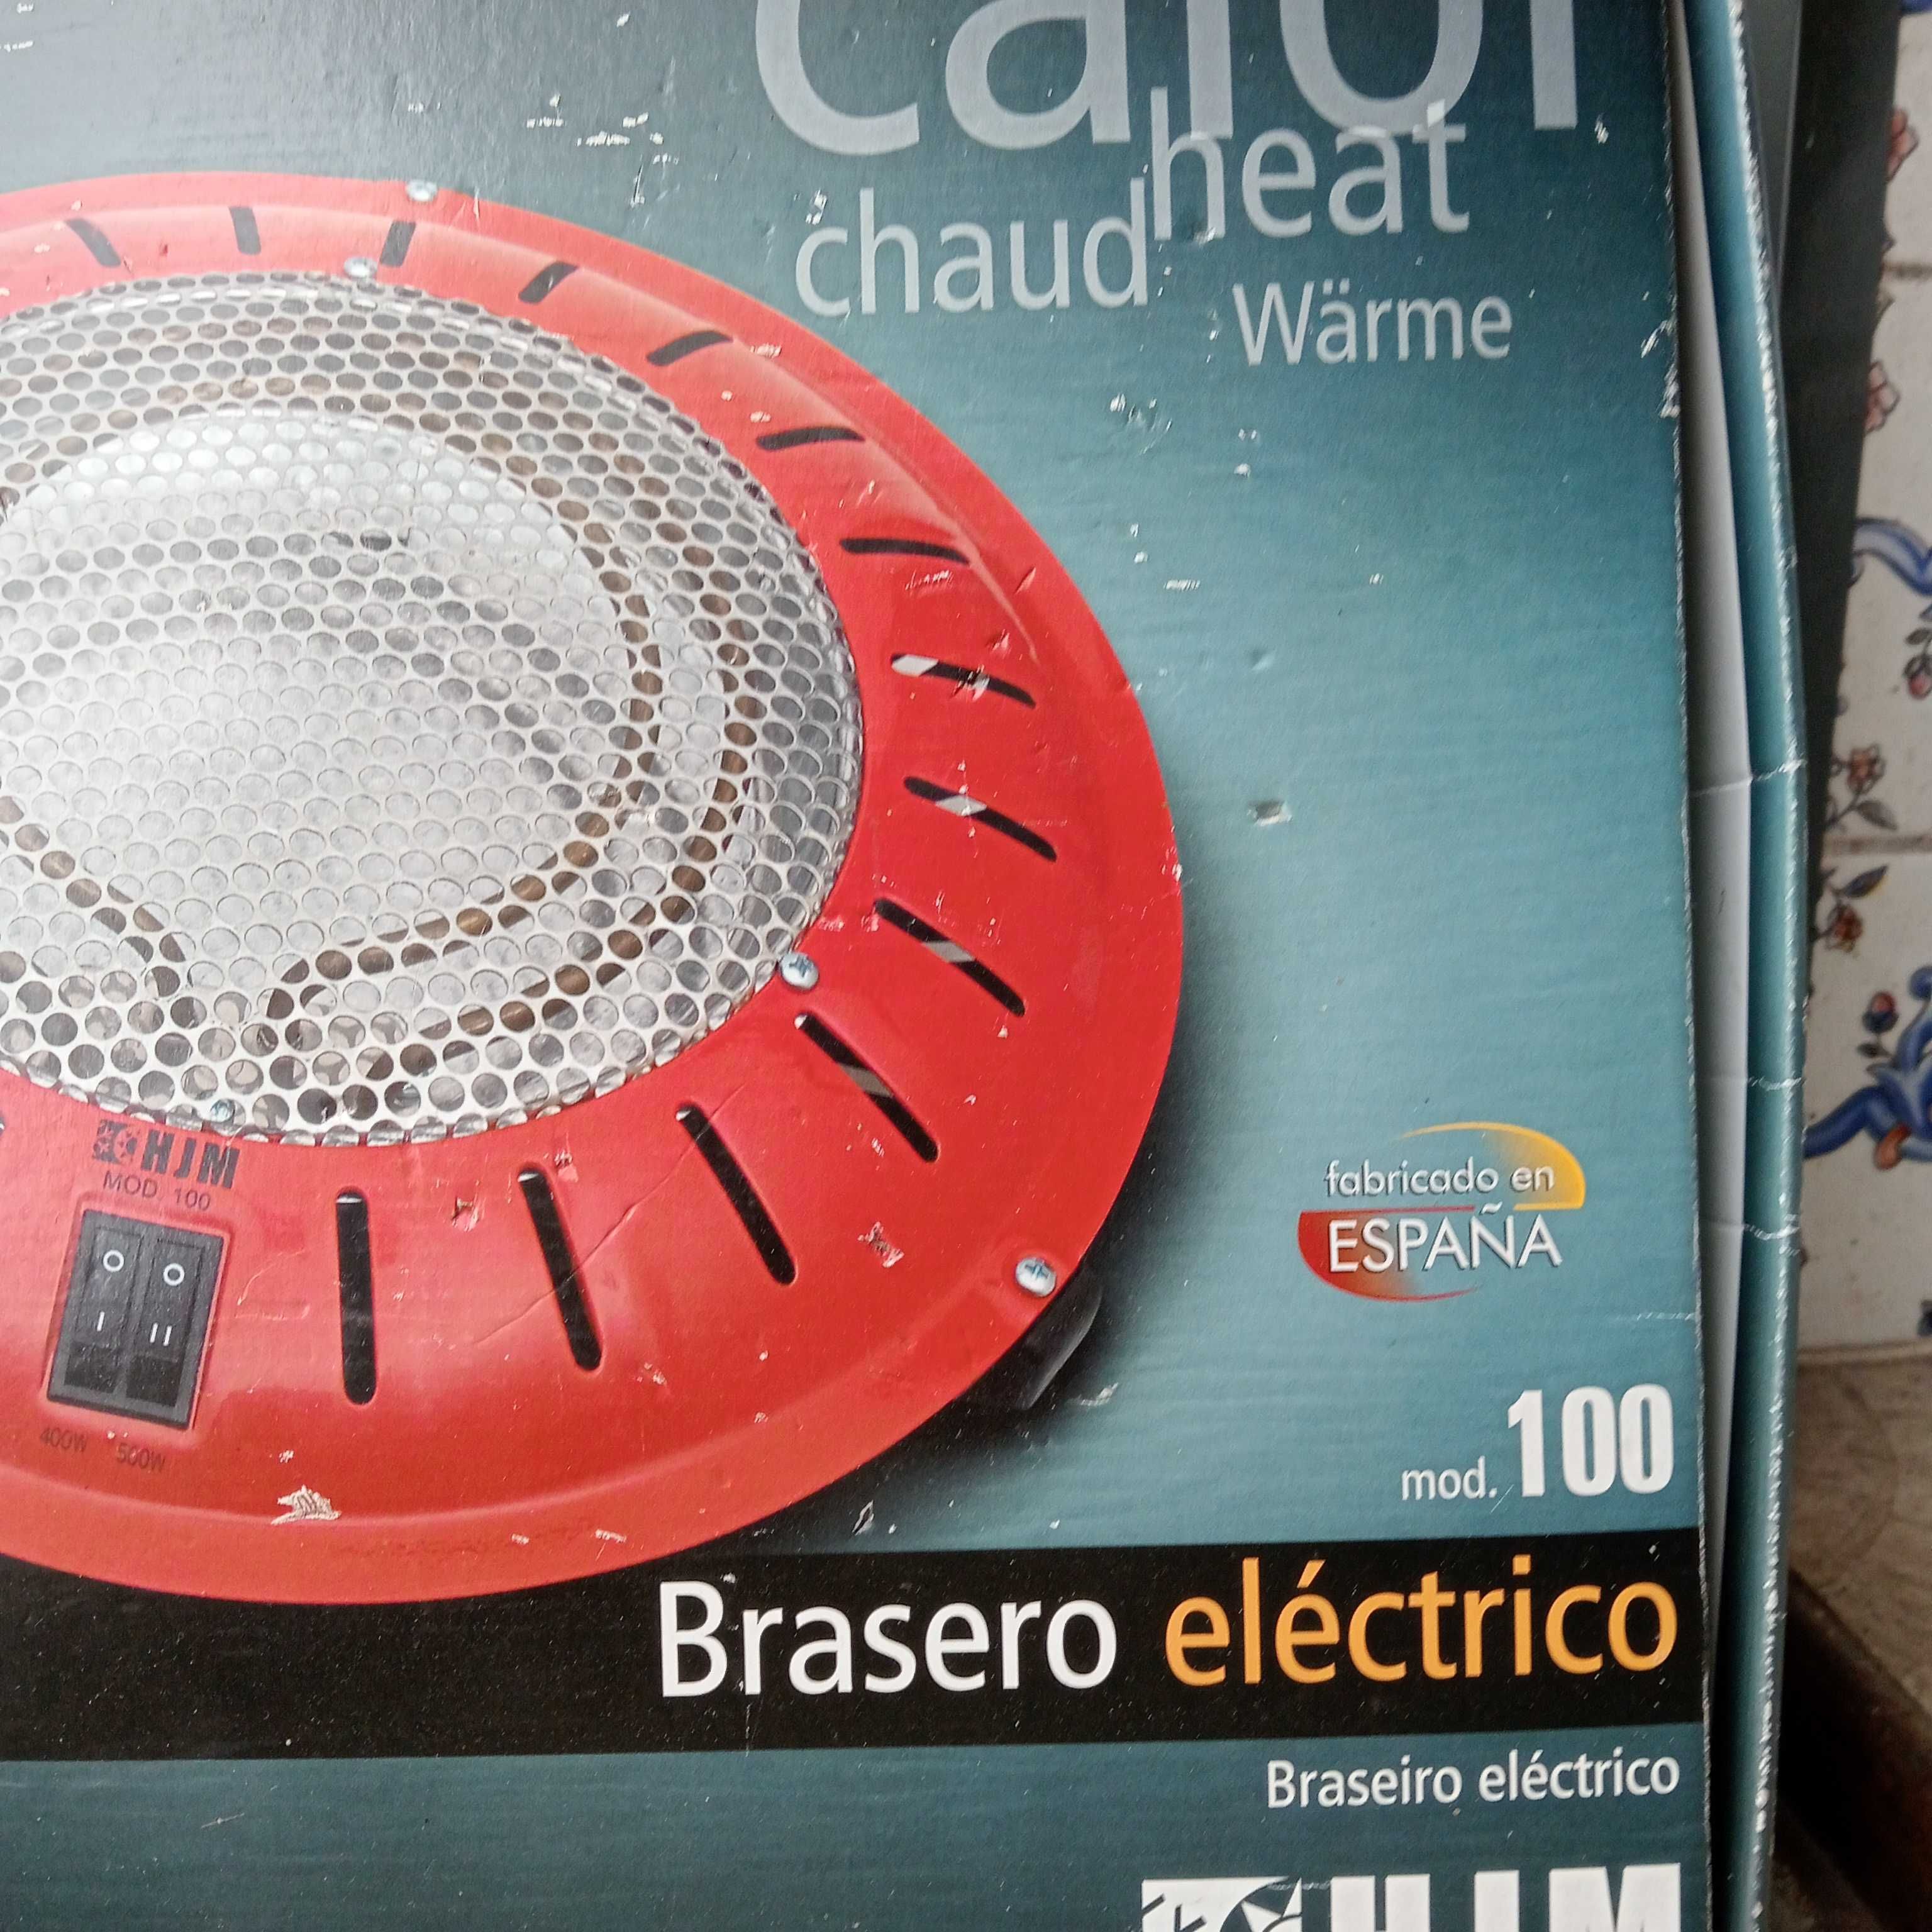 calor
heat
chaud
Wärme
HJM
MOD 100
O O
I II
400W 500W
fabricado en
ESPAÑA
mod. 100
Brasero eléctrico
Braseiro eléctrico
HJM